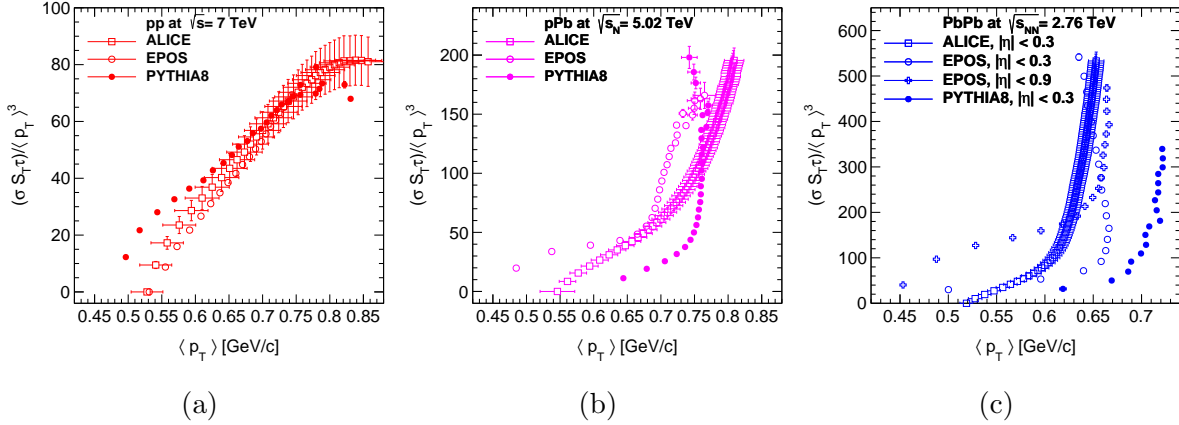 pp at √s = 7 TeV
ALICE
EPOS
PYTHIA8
(σ S_T τ)/⟨ p_T ⟩³
0
20
40
60
80
100
0.45 0.5 0.55 0.6 0.65 0.7 0.75 0.8 0.85
⟨ p_T ⟩ [GeV/c]
(a)
pPb at √s_N = 5.02 TeV
ALICE
EPOS
PYTHIA8
(σ S_T τ)/⟨ p_T ⟩³
0
50
100
150
200
0.45 0.5 0.55 0.6 0.65 0.7 0.75 0.8 0.85
⟨ p_T ⟩ [GeV/c]
(b)
PbPb at √s_NN = 2.76 TeV
ALICE, |η| < 0.3
EPOS, |η| < 0.3
EPOS, |η| < 0.9
PYTHIA8, |η| < 0.3
(σ S_T τ)/⟨ p_T ⟩³
0
100
200
300
400
500
600
0.45 0.5 0.55 0.6 0.65 0.7
⟨ p_T ⟩ [GeV/c]
(c)